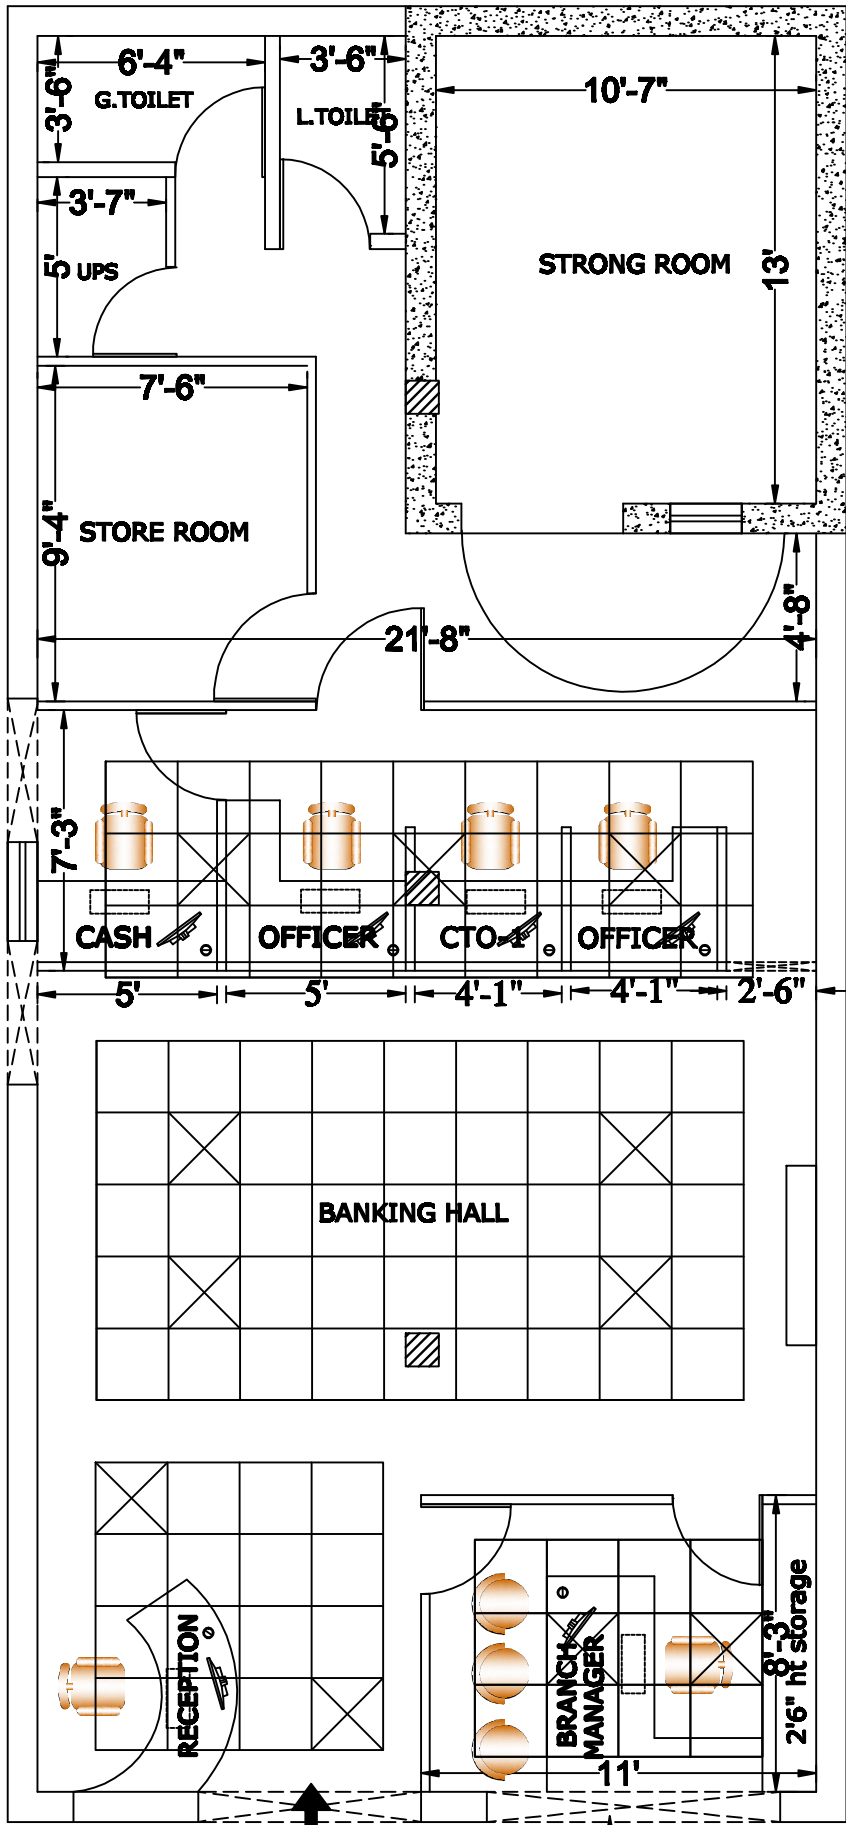 6'-4"
3'-6"
10'-7"
3'-6"
G.TOILET
L.TOILET
5'-6"
3'-7"
5'
UPS
STRONG ROOM
13'
7'-6"
9'-4"
STORE ROOM
21'-8"
4'-8"
7'-3"
CASH
OFFICER
CTO-1
OFFICER
5'
5'
4'-1"
4'-1"
2'-6"
BANKING HALL
RECEPTION
BRANCH
MANAGER
8'-3"
2'6" ht storage
11'